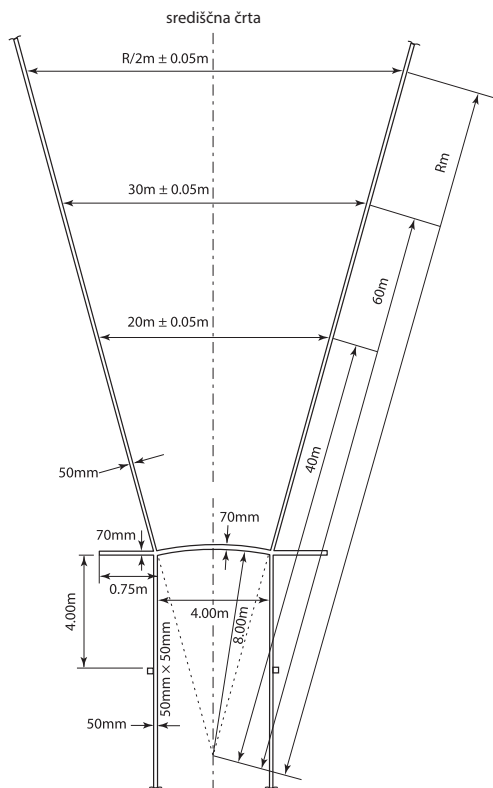 središčna črta
R/2m ± 0.05m
Rm
30m ± 0.05m
60m
20m ± 0.05m
40m
50mm
70mm
70mm
0.75m
4.00m
4.00m
8.00m
50mm × 50mm
50mm